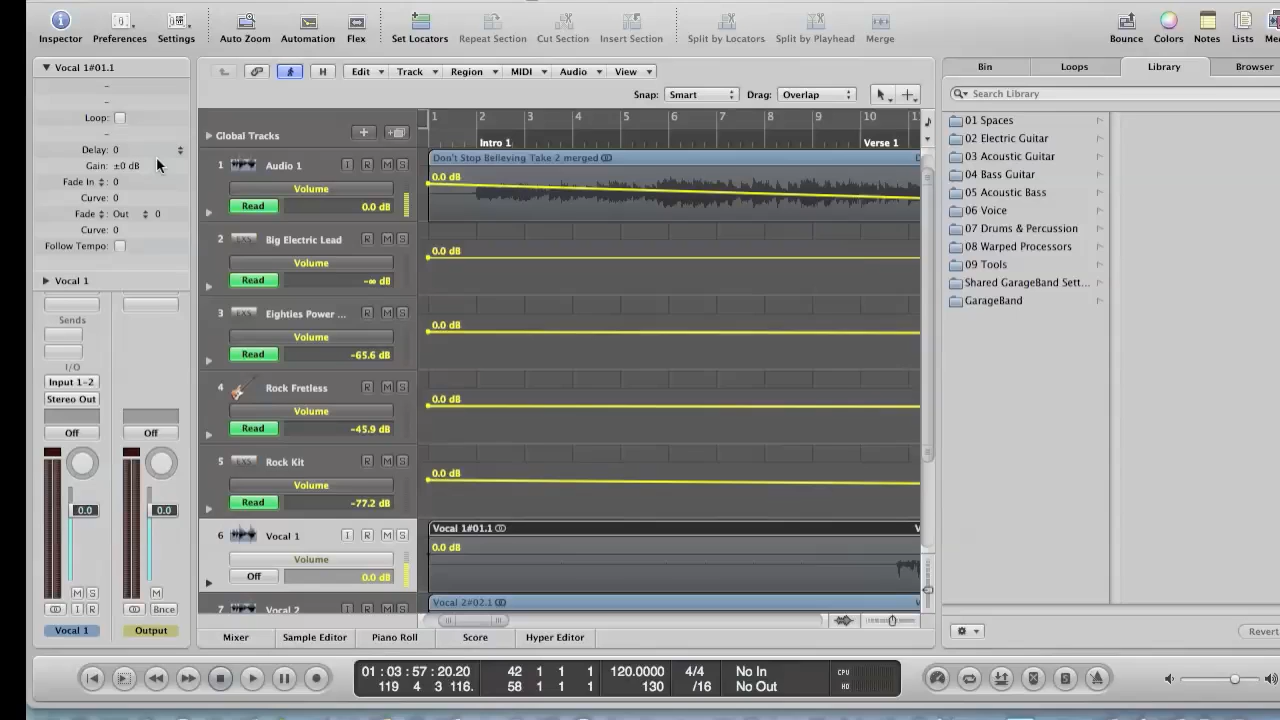 Inspector Preferences Settings Auto Zoom Automation Flex Set Locators Repeat Section Cut Section Insert Section Split by Locators Split by Playhead Merge Bounce Colors Notes Lists
Vocal 1#01.1
–
–
Loop:
–
Delay: 0
Gain: ±0 dB
Fade In : 0
Curve: 0
Fade : Out 0
Curve: 0
Follow Tempo:
Vocal 1
Sends
I/O
Input 1-2
Stereo Out
Off Off
0.0 0.0
M S M
I R Bnce
Vocal 1 Output
H Edit Track Region MIDI Audio View
Snap: Smart Drag: Overlap
Global Tracks
1 2 3 4 5 6 7 8 9 10
Intro 1 Verse 1
1 Audio 1 I R M S
Volume
Read 0.0 dB
Don't Stop Believing Take 2 merged
0.0 dB
2 Big Electric Lead R M S
Volume
Read -∞ dB
0.0 dB
3 Eighties Power ... R M S
Volume
Read -65.6 dB
0.0 dB
4 Rock Fretless R M S
Volume
Read -45.9 dB
0.0 dB
5 Rock Kit R M S
Volume
Read -77.2 dB
0.0 dB
6 Vocal 1 I R M S
Volume
Off 0.0 dB
Vocal 1#01.1
0.0 dB
7 Vocal 2 I R M S
Vocal 2#02.1
Mixer Sample Editor Piano Roll Score Hyper Editor
Bin Loops Library Browser
Search Library
01 Spaces
02 Electric Guitar
03 Acoustic Guitar
04 Bass Guitar
05 Acoustic Bass
06 Voice
07 Drums & Percussion
08 Warped Processors
09 Tools
Shared GarageBand Sett...
GarageBand
Revert
01 : 03 : 57 : 20.20 42 1 1 1 120.0000 4/4 No In CPU
119 4 3 116. 58 1 1 1 130 /16 No Out HD